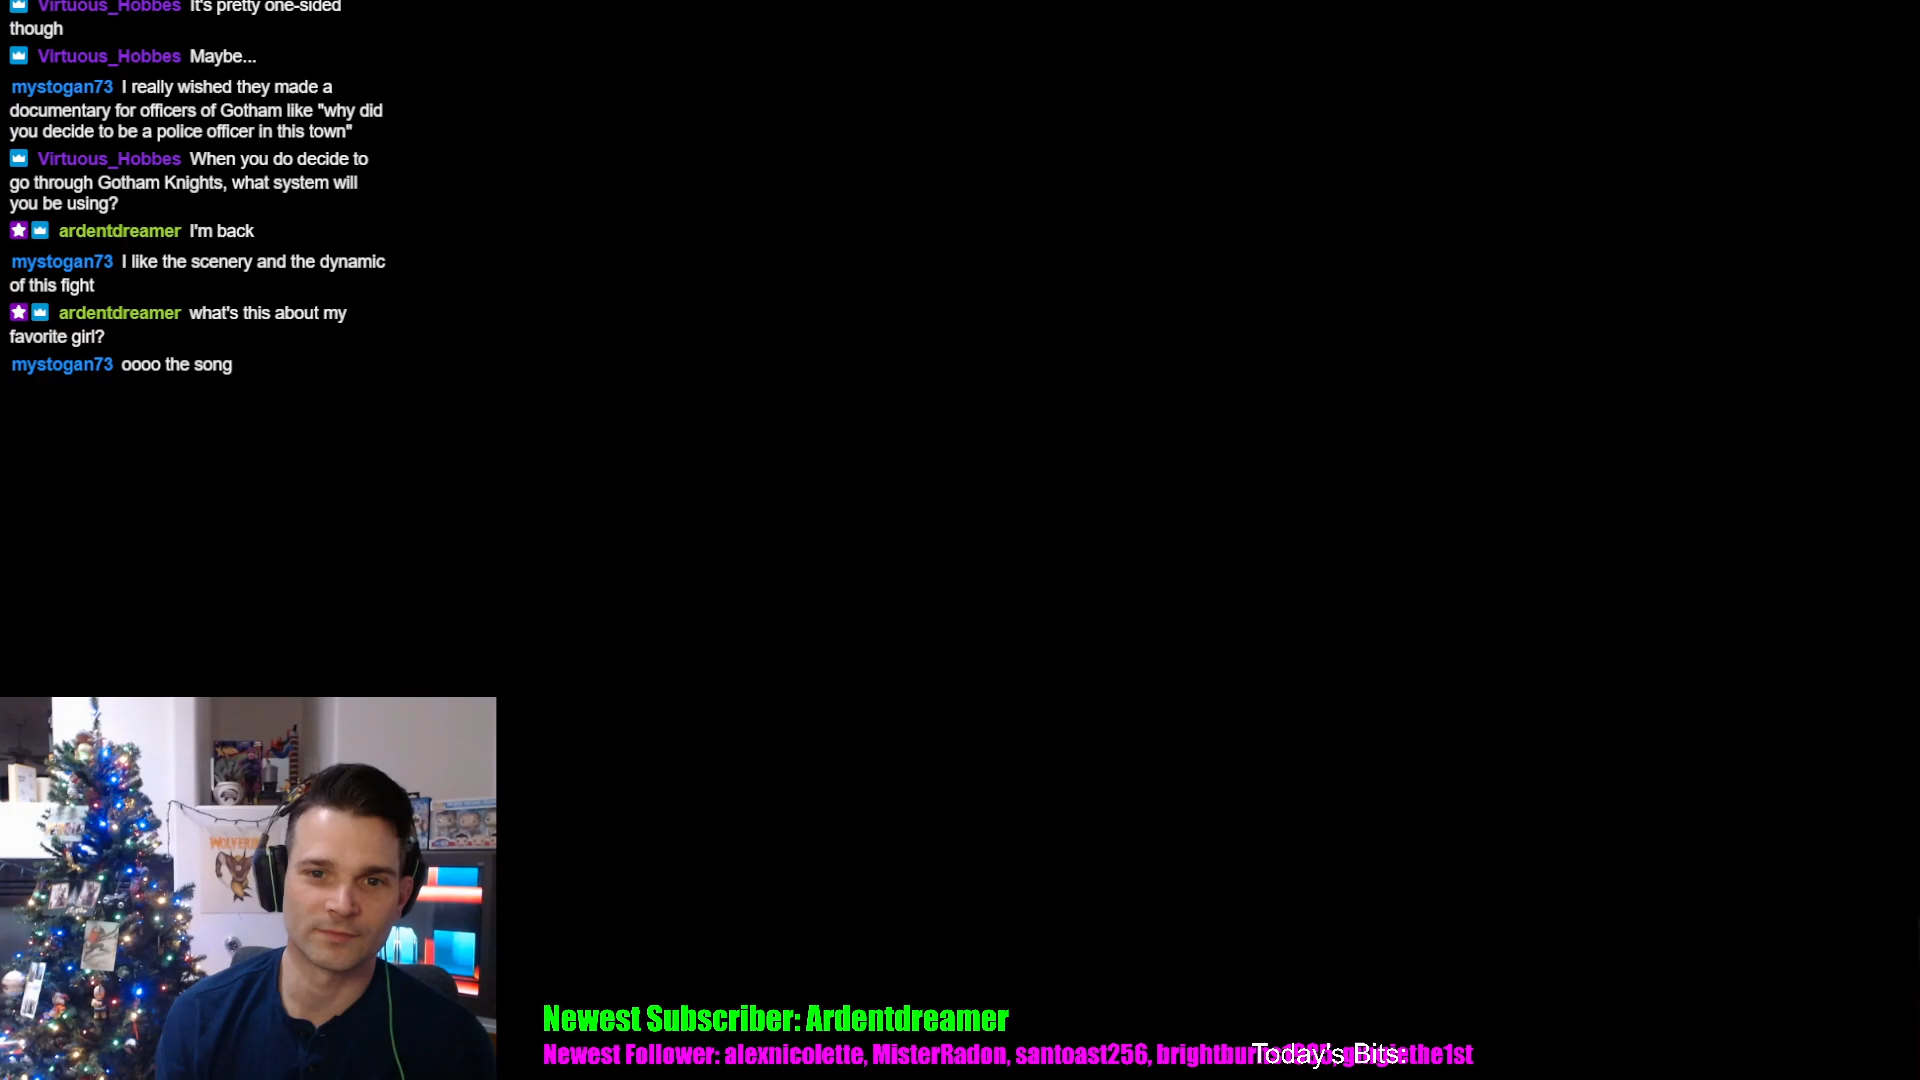 Virtuous_Hobbes It's pretty one-sided
though
Virtuous_Hobbes Maybe...
mystogan73 I really wished they made a
documentary for officers of Gotham like "why did
you decide to be a police officer in this town"
Virtuous_Hobbes When you do decide to
go through Gotham Knights, what system will
you be using?
ardentdreamer I'm back
mystogan73 I like the scenery and the dynamic
of this fight
ardentdreamer what's this about my
favorite girl?
mystogan73 oooo the song
Newest Subscriber: Ardentdreamer
Newest Follower: alexnicolette, MisterRadon, santoast256,
Today's Bits: